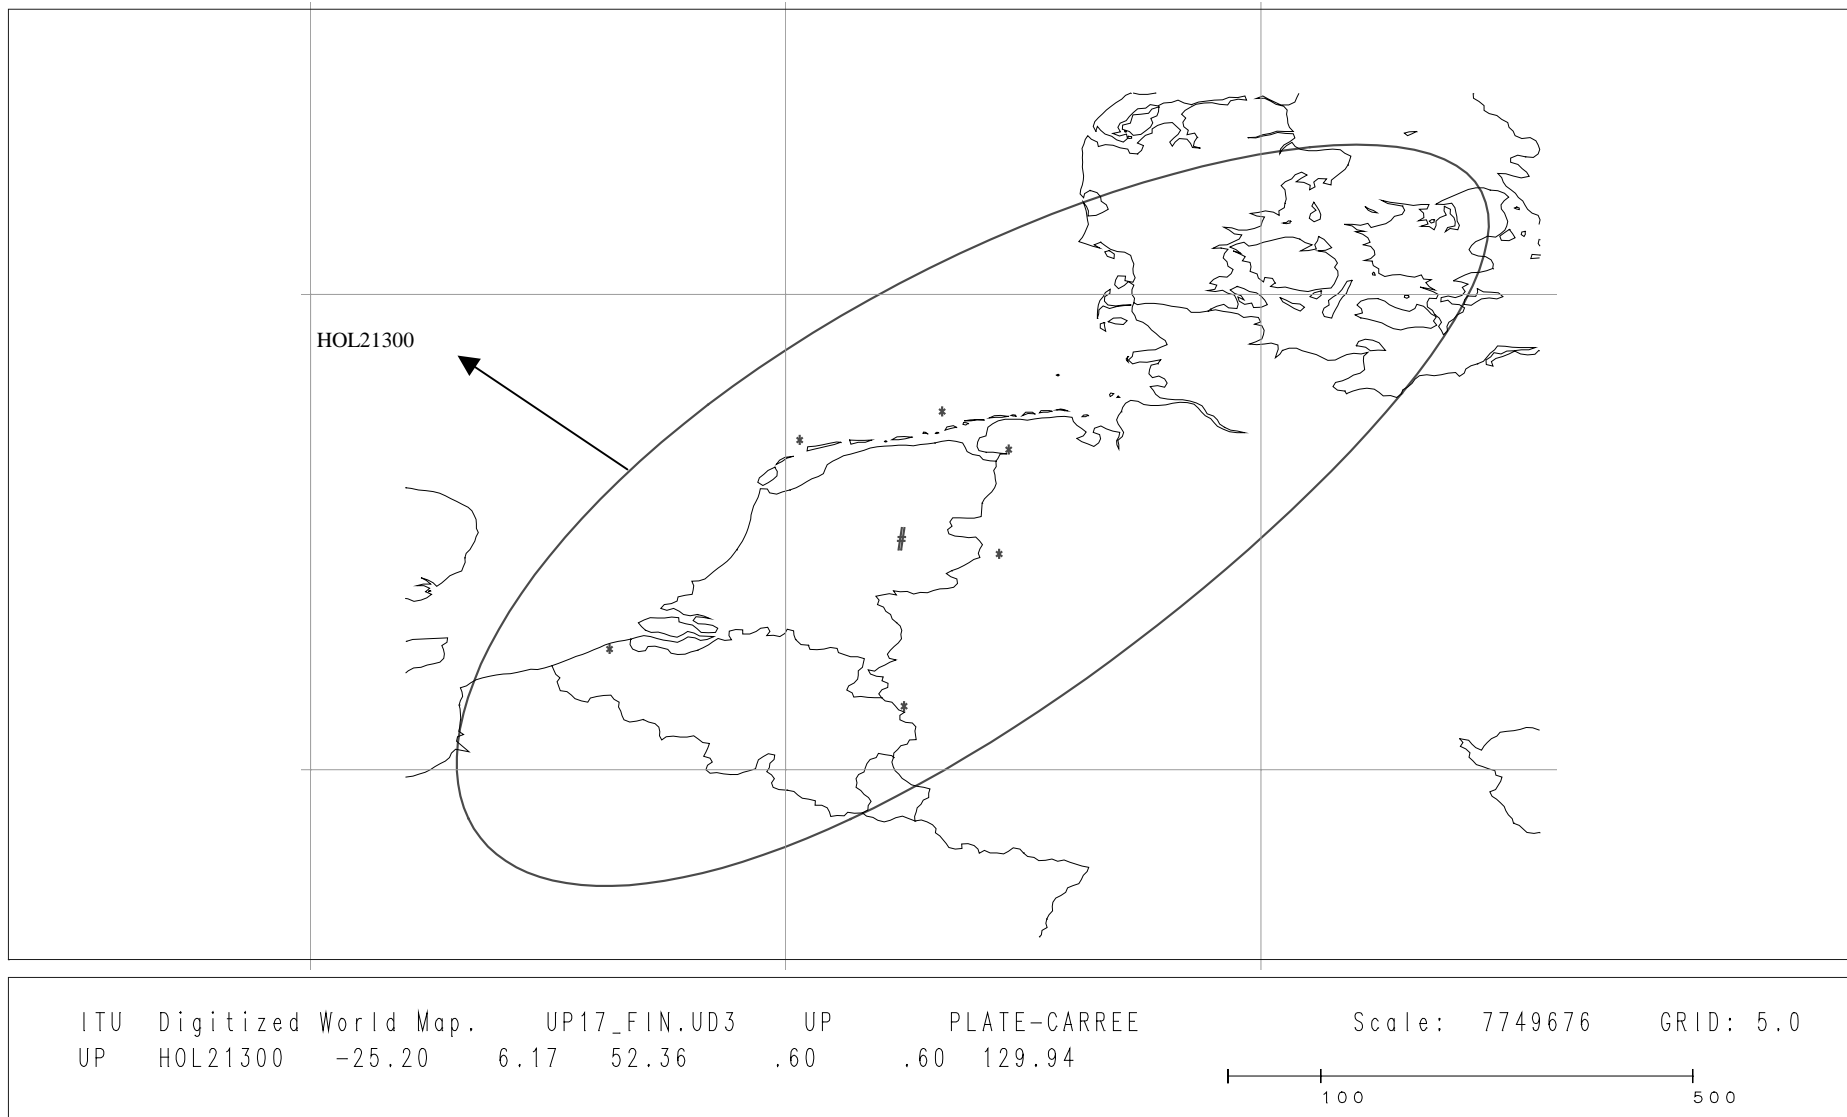 HOL21300
#
ITU Digitized World Map. UP17_FIN.UD3 UP PLATE-CARREE Scale: 7749676 GRID: 5.0
UP HOL21300 -25.20 6.17 52.36 .60 .60 129.94
100 500